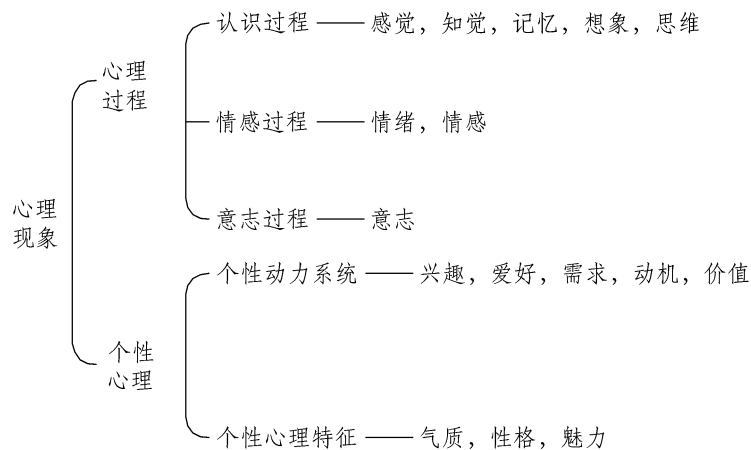 心理
现象
心理
过程
认识过程 —— 感觉，知觉，记忆，想象，思维
情感过程 —— 情绪，情感
意志过程 —— 意志
个性
心理
个性动力系统 —— 兴趣，爱好，需求，动机，价值
个性心理特征 —— 气质，性格，魅力